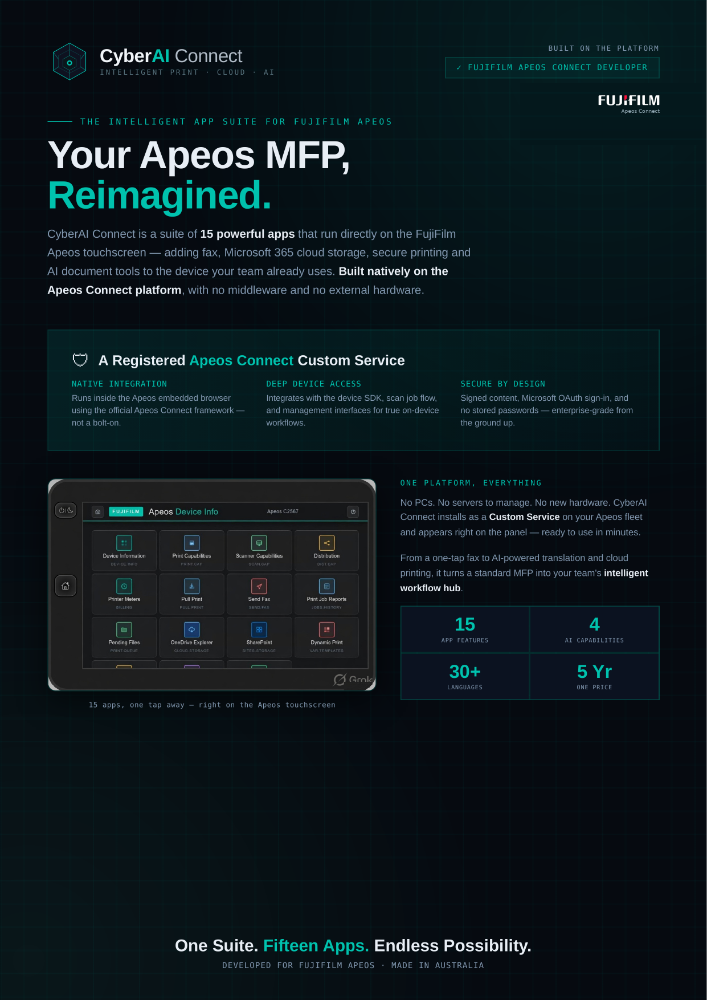 CyberAI Connect
INTELLIGENT PRINT · CLOUD · AI
BUILT ON THE PLATFORM
✓ FUJIFILM APEOS CONNECT DEVELOPER
FUJIFILM
Apeos Connect
THE INTELLIGENT APP SUITE FOR FUJIFILM APEOS
Your Apeos MFP,
Reimagined.
CyberAI Connect is a suite of 15 powerful apps that run directly on the FujiFilm
Apeos touchscreen — adding fax, Microsoft 365 cloud storage, secure printing and
AI document tools to the device your team already uses. Built natively on the
Apeos Connect platform, with no middleware and no external hardware.
A Registered Apeos Connect Custom Service
NATIVE INTEGRATION
Runs inside the Apeos embedded browser
using the official Apeos Connect framework —
not a bolt-on.
DEEP DEVICE ACCESS
Integrates with the device SDK, scan job flow,
and management interfaces for true on-device
workflows.
SECURE BY DESIGN
Signed content, Microsoft OAuth sign-in, and
no stored passwords — enterprise-grade from
the ground up.
FUJIFILM Apeos Device Info Apeos C2567
Device Information Print Capabilities Scanner Capabilities Distribution
DEVICE.INFO PRINT.CAP SCAN.CAP DIST.CAP
Printer Meters Pull Print Send Fax Print Job Reports
BILLING PULL.PRINT SEND.FAX JOBS.HISTORY
Pending Files OneDrive Explorer SharePoint Dynamic Print
PRINT.QUEUE CLOUD.STORAGE SITES.STORAGE VAR.TEMPLATES
Grok
15 apps, one tap away — right on the Apeos touchscreen
ONE PLATFORM, EVERYTHING
No PCs. No servers to manage. No new hardware. CyberAI
Connect installs as a Custom Service on your Apeos fleet
and appears right on the panel — ready to use in minutes.
From a one-tap fax to AI-powered translation and cloud
printing, it turns a standard MFP into your team's intelligent
workflow hub.
15
APP FEATURES
4
AI CAPABILITIES
30+
LANGUAGES
5 Yr
ONE PRICE
One Suite. Fifteen Apps. Endless Possibility.
DEVELOPED FOR FUJIFILM APEOS · MADE IN AUSTRALIA